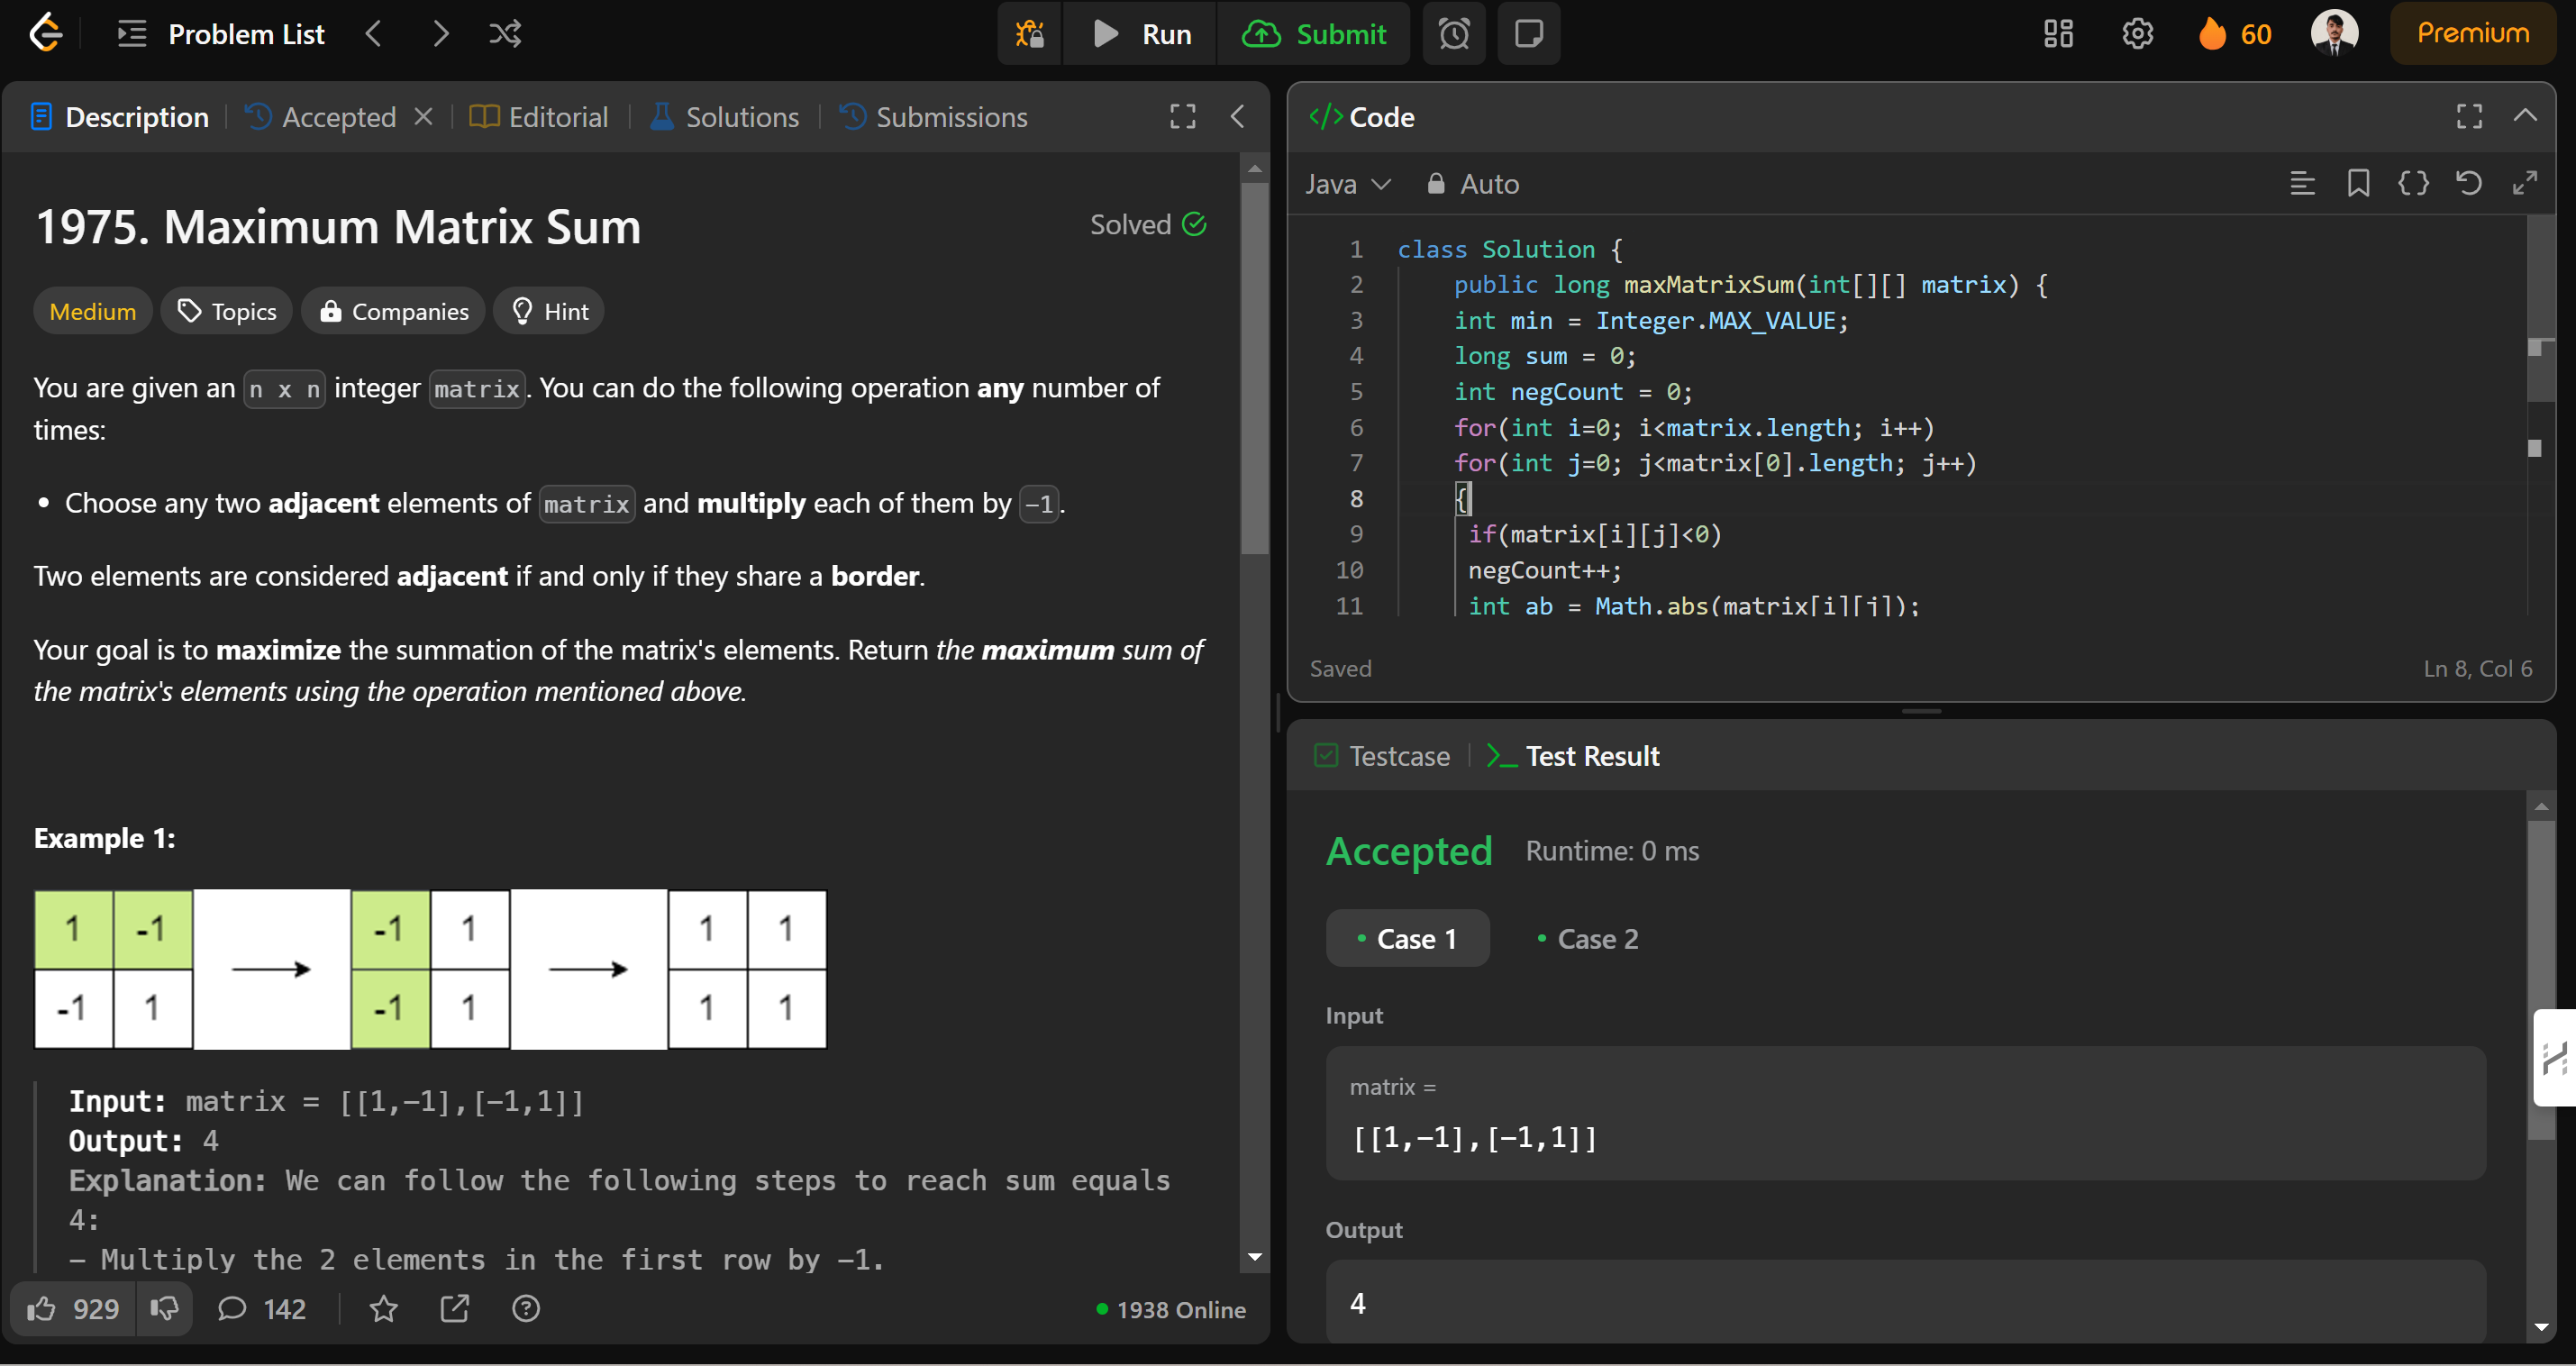 Problem List
Run
Submit
60
Premium
Description
Accepted
Editorial
Solutions
Submissions
1975. Maximum Matrix Sum
Solved
Medium
Topics
Companies
Hint
You are given an n x n integer matrix. You can do the following operation any number of
times:
• Choose any two adjacent elements of matrix and multiply each of them by −1.
Two elements are considered adjacent if and only if they share a border.
Your goal is to maximize the summation of the matrix's elements. Return the maximum sum of
the matrix's elements using the operation mentioned above.
Example 1:
1 -1 -1 1 1 1
-1 1 -1 1 1 1
Input: matrix = [[1,−1],[−1,1]]
Output: 4
Explanation: We can follow the following steps to reach sum equals
4:
− Multiply the 2 elements in the first row by −1.
929
142
1938 Online
</> Code
Java
Auto
1 class Solution {
2 public long maxMatrixSum(int[][] matrix) {
3 int min = Integer.MAX_VALUE;
4 long sum = 0;
5 int negCount = 0;
6 for(int i=0; i<matrix.length; i++)
7 for(int j=0; j<matrix[0].length; j++)
8 {
9 if(matrix[i][j]<0)
10 negCount++;
11 int ab = Math.abs(matrix[i][j]);
Saved
Ln 8, Col 6
Testcase
Test Result
Accepted
Runtime: 0 ms
• Case 1
• Case 2
Input
matrix =
[[1,−1],[−1,1]]
Output
4